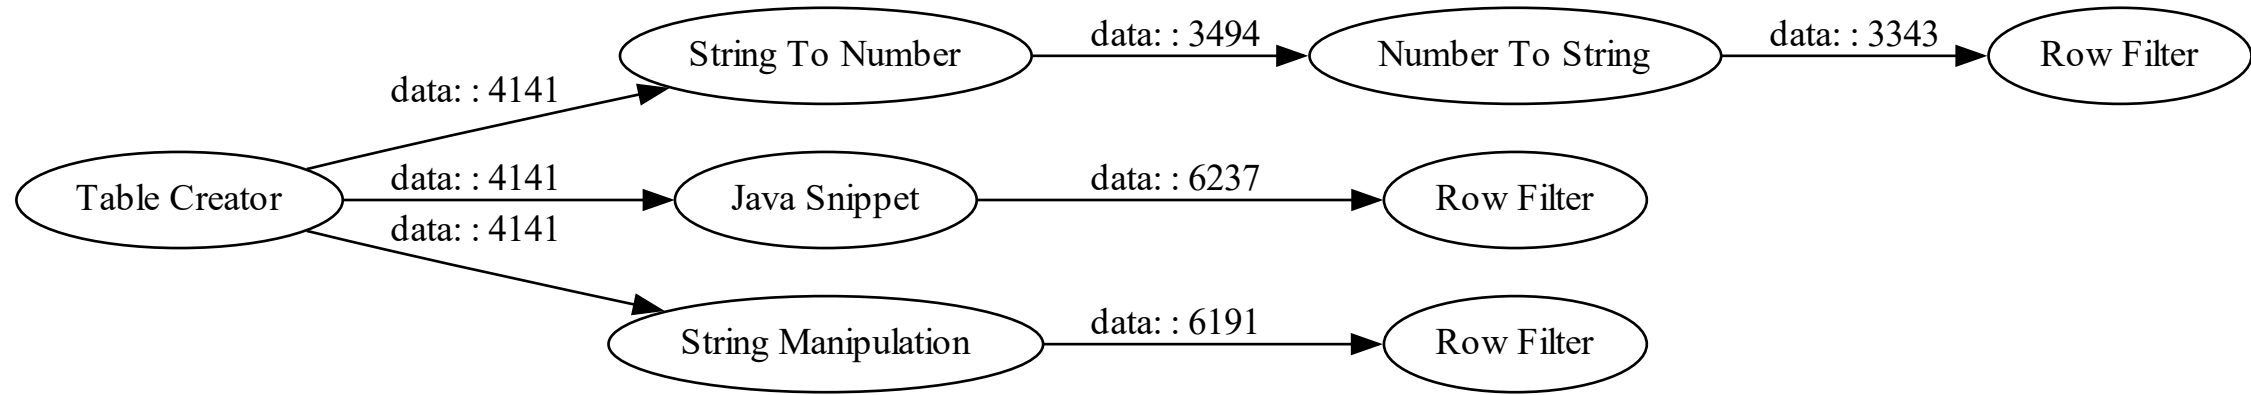 String To Number
data: : 3494
Number To String
data: : 3343
Row Filter
data: : 4141
Table Creator
data: : 4141
Java Snippet
data: : 6237
Row Filter
data: : 4141
String Manipulation
data: : 6191
Row Filter